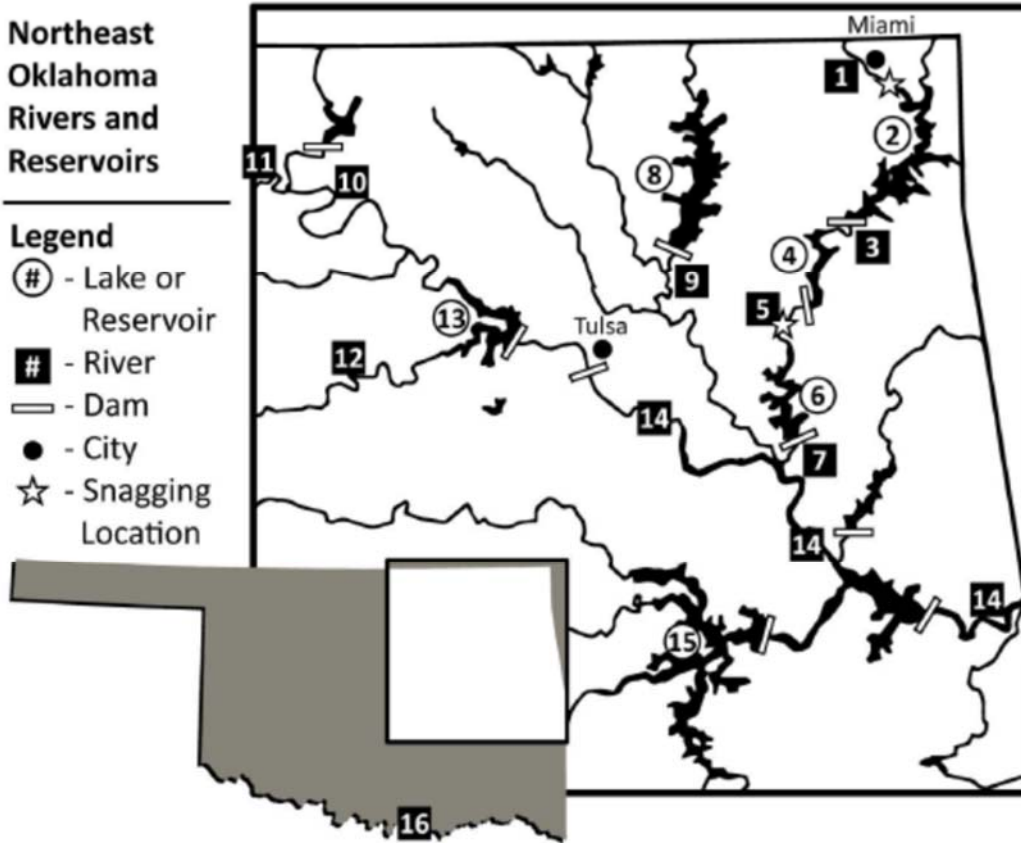 Northeast
Oklahoma
Rivers and
Reservoirs
Legend
# - Lake or
Reservoir
# - River
- Dam
- City
- Snagging
Location
Miami
1
2
11
10
8
3
4
9
5
13
Tulsa
12
6
14
7
14
14
15
16